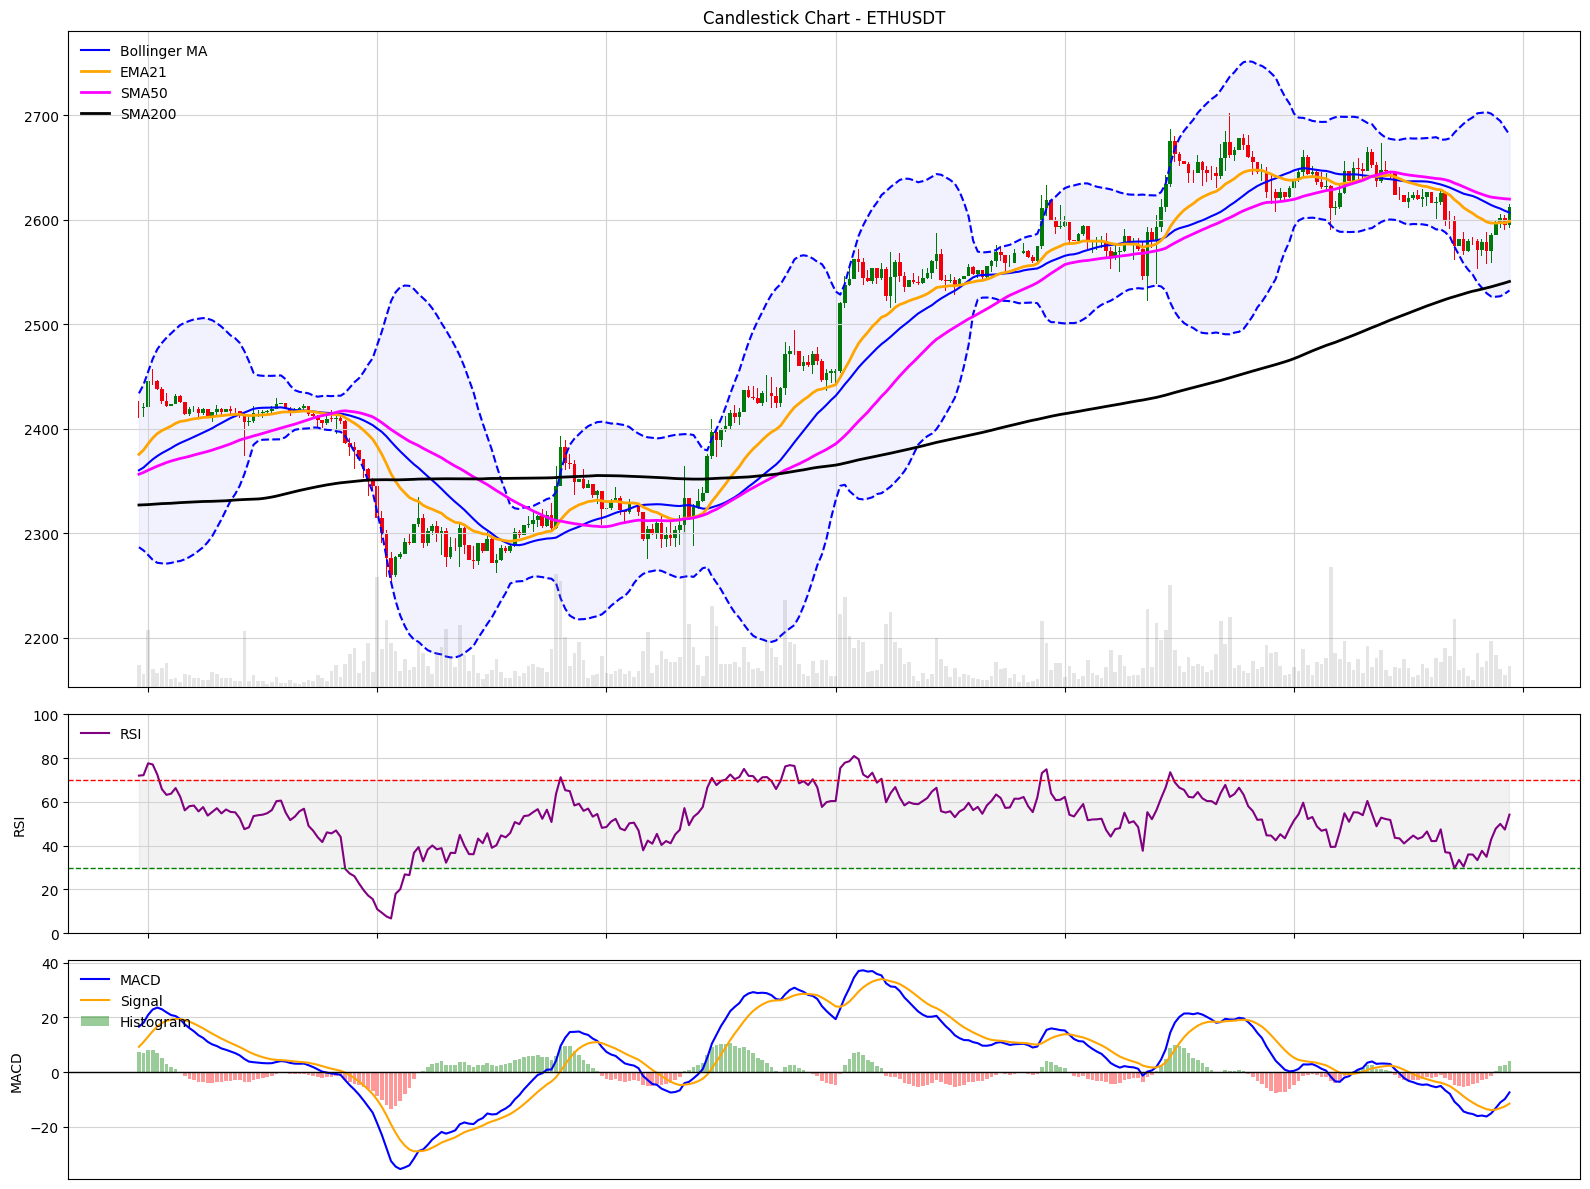 Candlestick Chart - ETHUSDT
Bollinger MA
EMA21
SMA50
SMA200
2700
2600
2500
2400
2300
2200
RSI
100
80
60
40
20
0
RSI
MACD
Signal
Histogram
40
20
0
−20
MACD